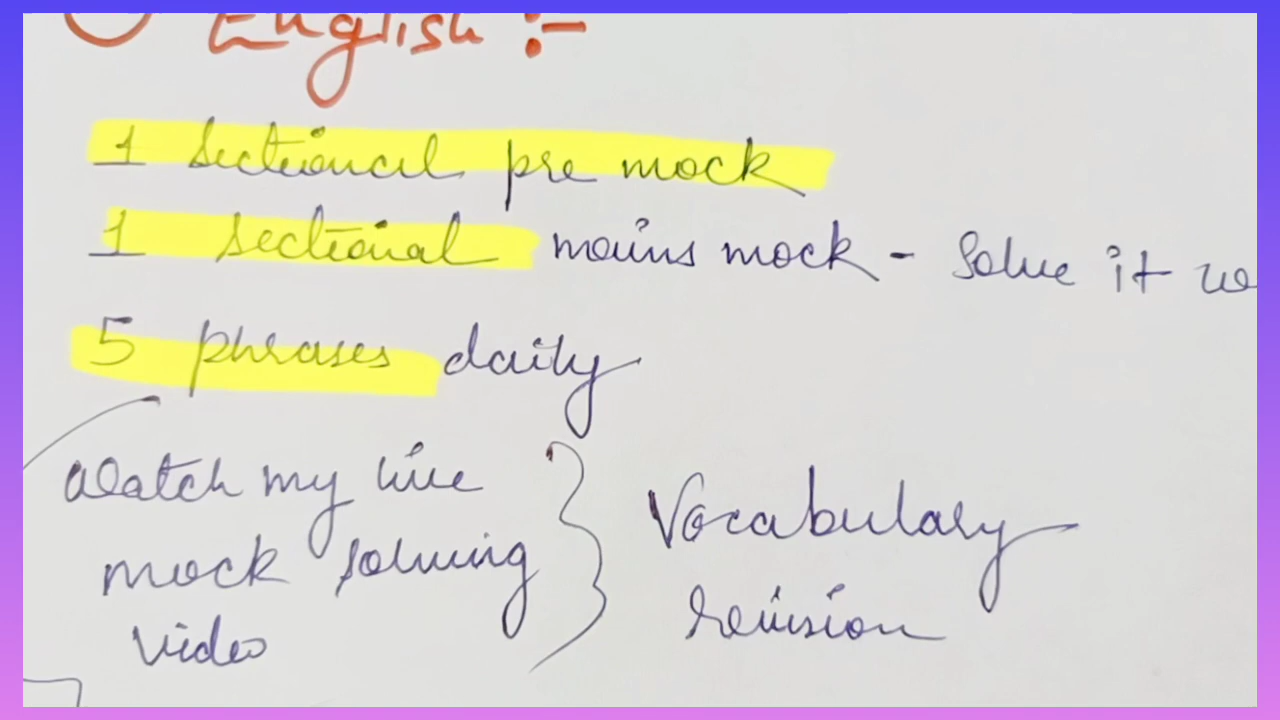 English :-
1 Sectional pre mock
1 sectional mains mock - Solve it
5 phrases daily
Watch my live
mock solving
video
Vocabulary
revision